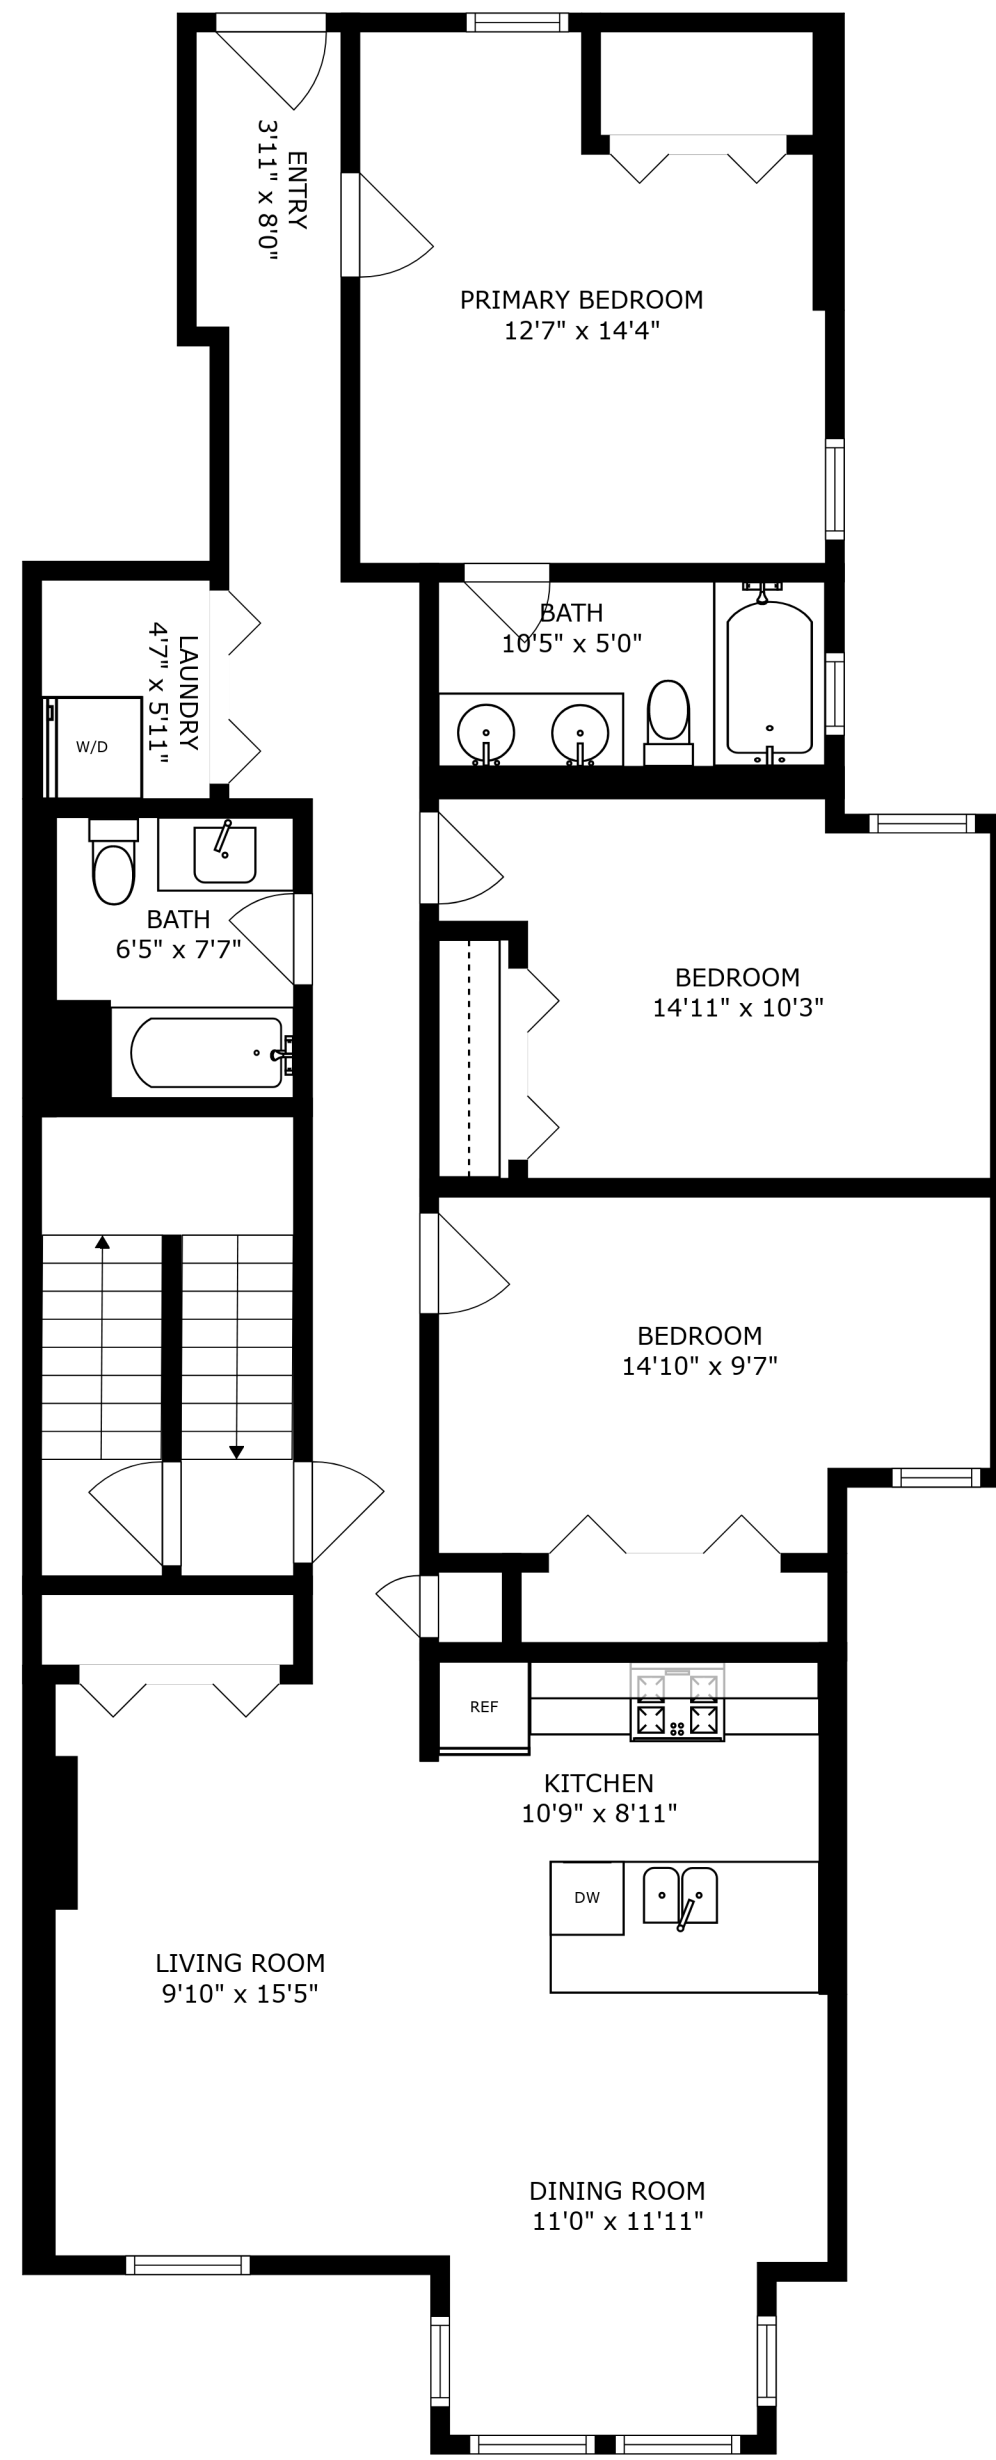 ENTRY
3'11" x 8'0"
PRIMARY BEDROOM
12'7" x 14'4"
BATH
10'5" x 5'0"
LAUNDRY
4'7" x 5'11"
W/D
BATH
6'5" x 7'7"
BEDROOM
14'11" x 10'3"
BEDROOM
14'10" x 9'7"
REF
KITCHEN
10'9" x 8'11"
DW
LIVING ROOM
9'10" x 15'5"
DINING ROOM
11'0" x 11'11"